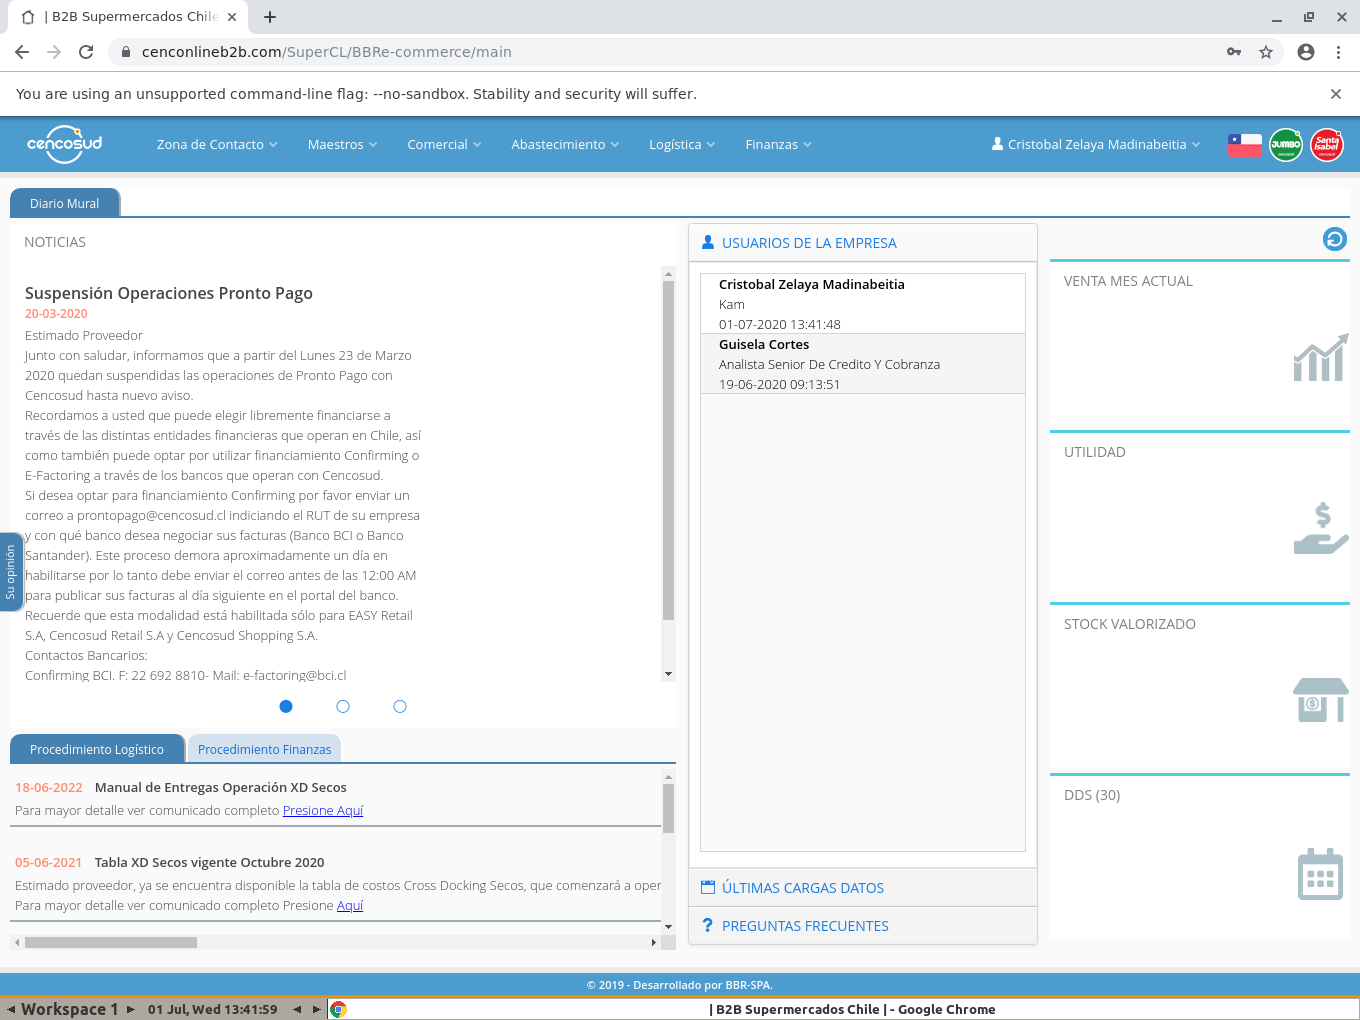 | B2B Supermercados Chile
cenconlineb2b.com/SuperCL/BBRe-commerce/main
You are using an unsupported command-line flag: --no-sandbox. Stability and security will suffer.
cencosud
Zona de Contacto
Maestros
Comercial
Abastecimiento
Logística
Finanzas
Cristobal Zelaya Madinabeitia
JUMBO
cencosud
Santa Isabel
cencosud
Diario Mural
NOTICIAS
Suspensión Operaciones Pronto Pago
20-03-2020
Estimado Proveedor
Junto con saludar, informamos que a partir del Lunes 23 de Marzo
2020 quedan suspendidas las operaciones de Pronto Pago con
Cencosud hasta nuevo aviso.
Recordamos a usted que puede elegir libremente financiarse a
través de las distintas entidades financieras que operan en Chile, así
como también puede optar por utilizar financiamiento Confirming o
E-Factoring a través de los bancos que operan con Cencosud.
Si desea optar para financiamiento Confirming por favor enviar un
correo a prontopago@cencosud.cl indiciando el RUT de su empresa
y con qué banco desea negociar sus facturas (Banco BCI o Banco
Santander). Este proceso demora aproximadamente un día en
habilitarse por lo tanto debe enviar el correo antes de las 12:00 AM
para publicar sus facturas al día siguiente en el portal del banco.
Recuerde que esta modalidad está habilitada sólo para EASY Retail
S.A, Cencosud Retail S.A y Cencosud Shopping S.A.
Contactos Bancarios:
Confirming BCI. F: 22 692 8810- Mail: e-factoring@bci.cl
Su opinión
Procedimiento Logístico
Procedimiento Finanzas
18-06-2022 Manual de Entregas Operación XD Secos
Para mayor detalle ver comunicado completo Presione Aquí
05-06-2021 Tabla XD Secos vigente Octubre 2020
Estimado proveedor, ya se encuentra disponible la tabla de costos Cross Docking Secos, que comenzará a oper
Para mayor detalle ver comunicado completo Presione Aquí
USUARIOS DE LA EMPRESA
Cristobal Zelaya Madinabeitia
Kam
01-07-2020 13:41:48
Guisela Cortes
Analista Senior De Credito Y Cobranza
19-06-2020 09:13:51
ÚLTIMAS CARGAS DATOS
PREGUNTAS FRECUENTES
VENTA MES ACTUAL
UTILIDAD
STOCK VALORIZADO
DDS (30)
© 2019 - Desarrollado por BBR-SPA.
Workspace 1
01 Jul, Wed 13:41:59
| B2B Supermercados Chile | - Google Chrome